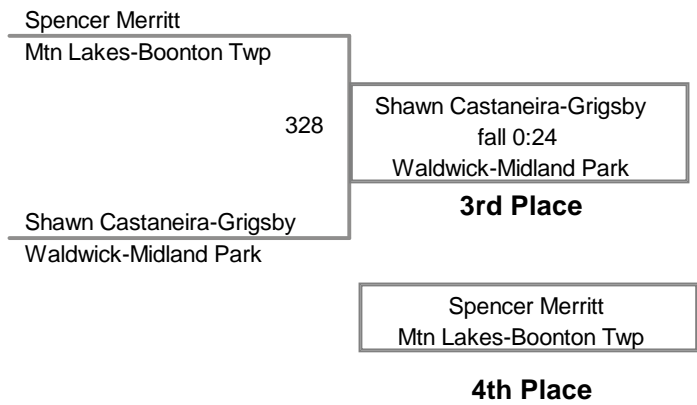 Spencer Merritt
Mtn Lakes-Boonton Twp
328
Shawn Castaneira-Grigsby
fall 0:24
Waldwick-Midland Park
3rd Place
Shawn Castaneira-Grigsby
Waldwick-Midland Park
Spencer Merritt
Mtn Lakes-Boonton Twp
4th Place